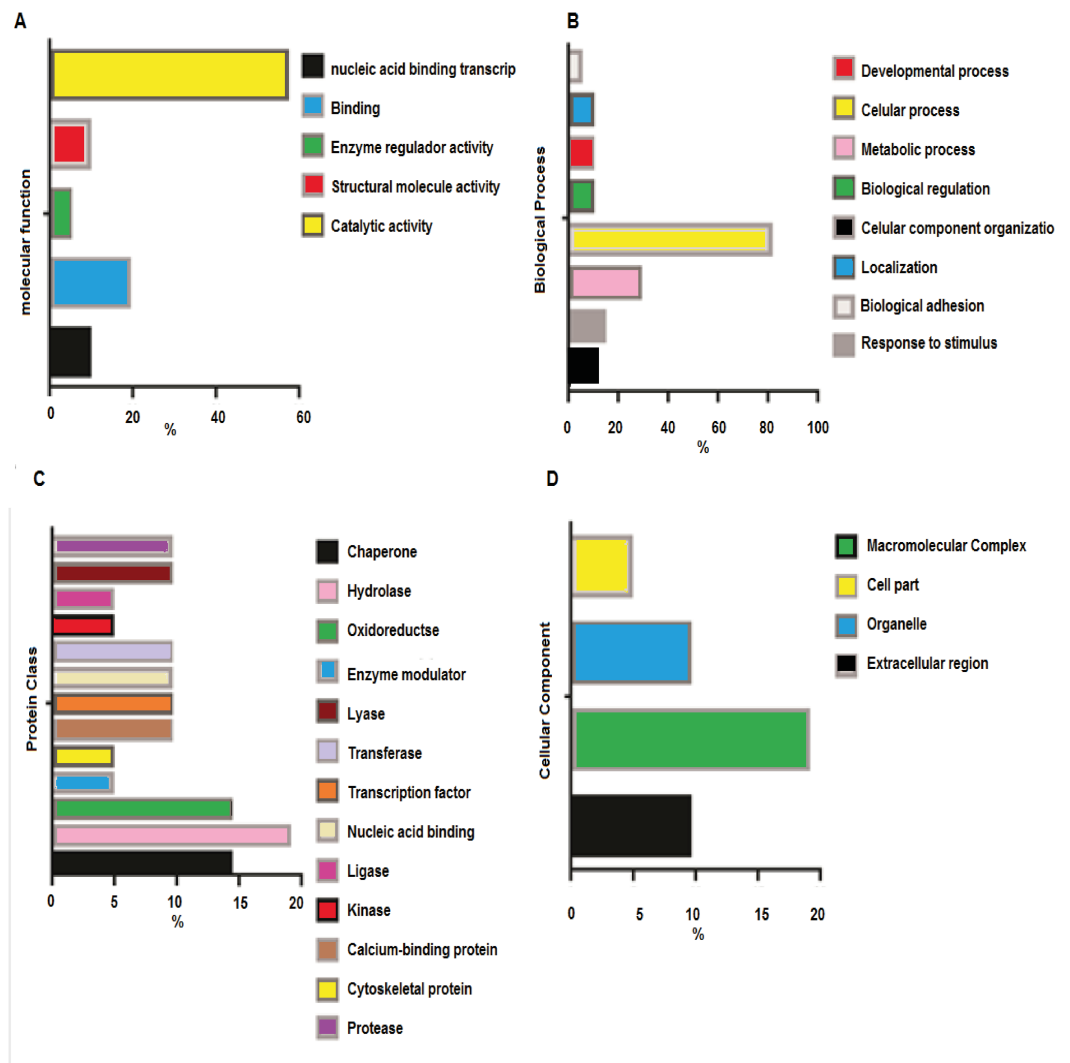 A
nucleic acid binding transcrip
Binding
Enzyme regulador activity
Structural molecule activity
Catalytic activity
molecular function
0 20 40 60
%
B
Developmental process
Celular process
Metabolic process
Biological regulation
Celular component organizatio
Localization
Biological adhesion
Response to stimulus
Biological Process
0 20 40 60 80 100
%
C
Chaperone
Hydrolase
Oxidoreductse
Enzyme modulator
Lyase
Transferase
Transcription factor
Nucleic acid binding
Ligase
Kinase
Calcium-binding protein
Cytoskeletal protein
Protease
Protein Class
0 5 10 15 20
%
D
Macromolecular Complex
Cell part
Organelle
Extracellular region
Cellular Component
0 5 10 15 20
%